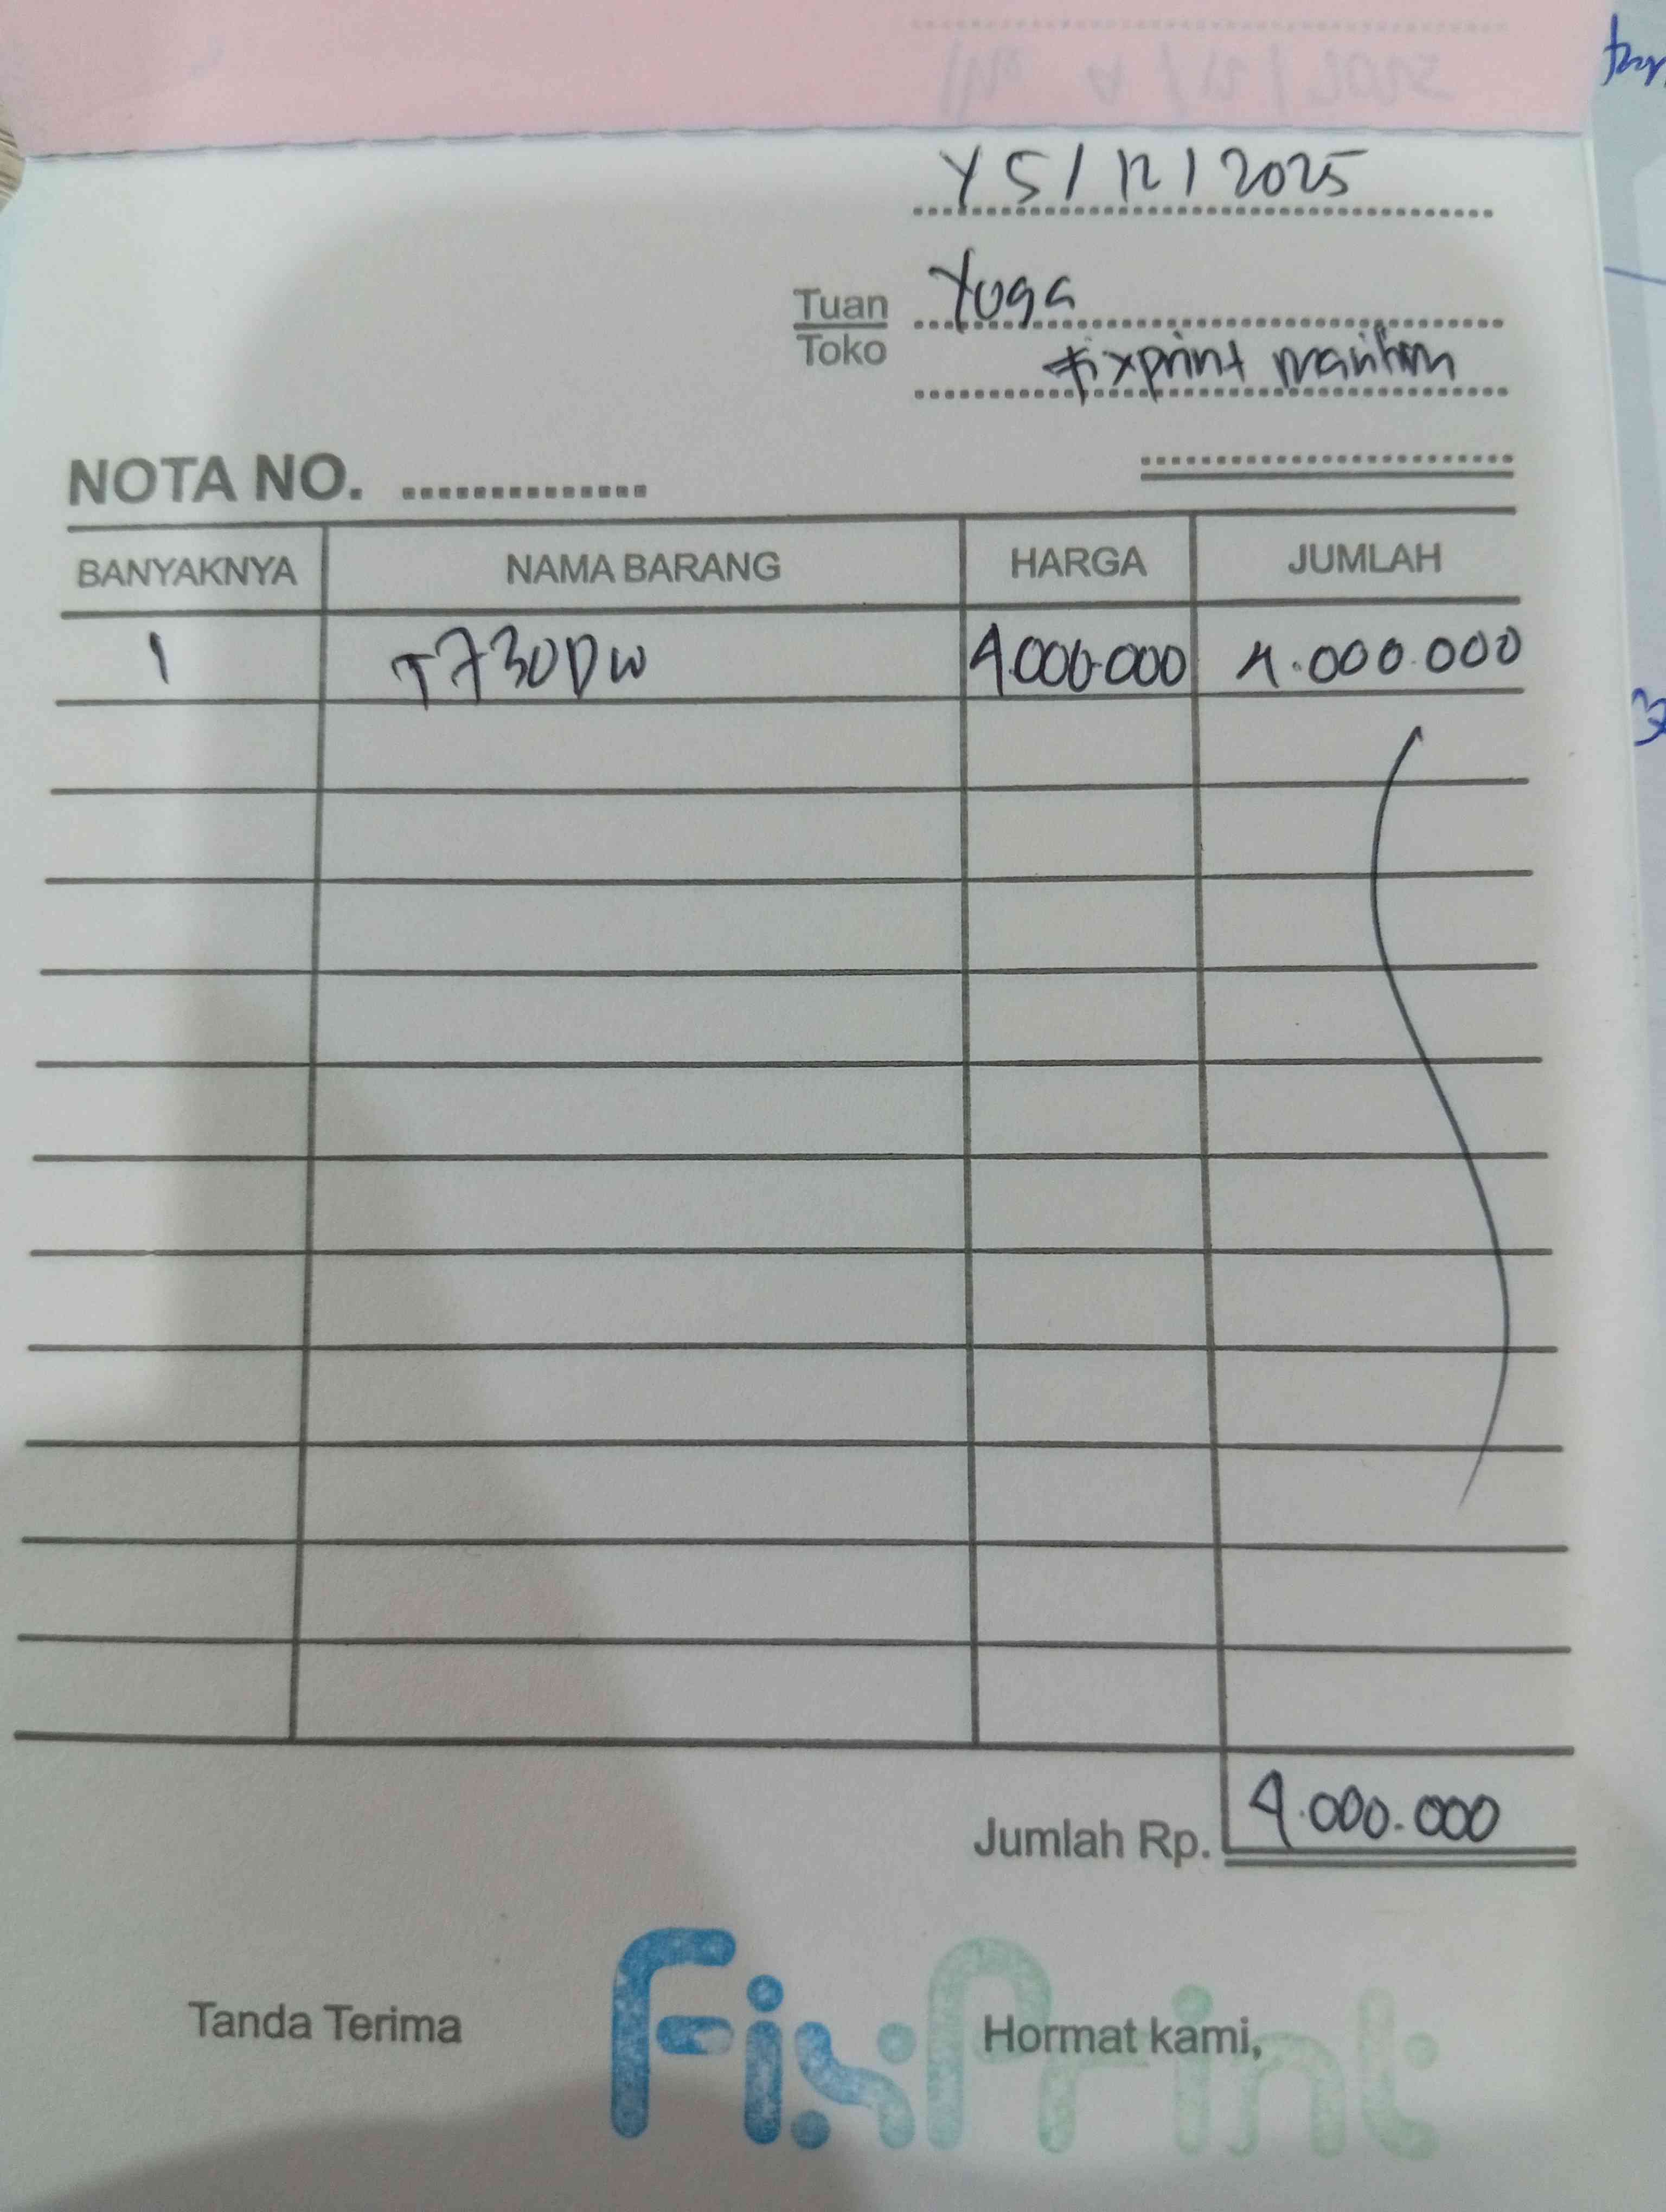 5/12/2025
Tuan Yoga
Toko fixprint maritim
NOTA NO. ..............
BANYAKNYA NAMA BARANG HARGA JUMLAH
1 T730DW 4.000.000 4.000.000
Jumlah Rp. 4.000.000
Tanda Terima Hormat kami,
FixPrint